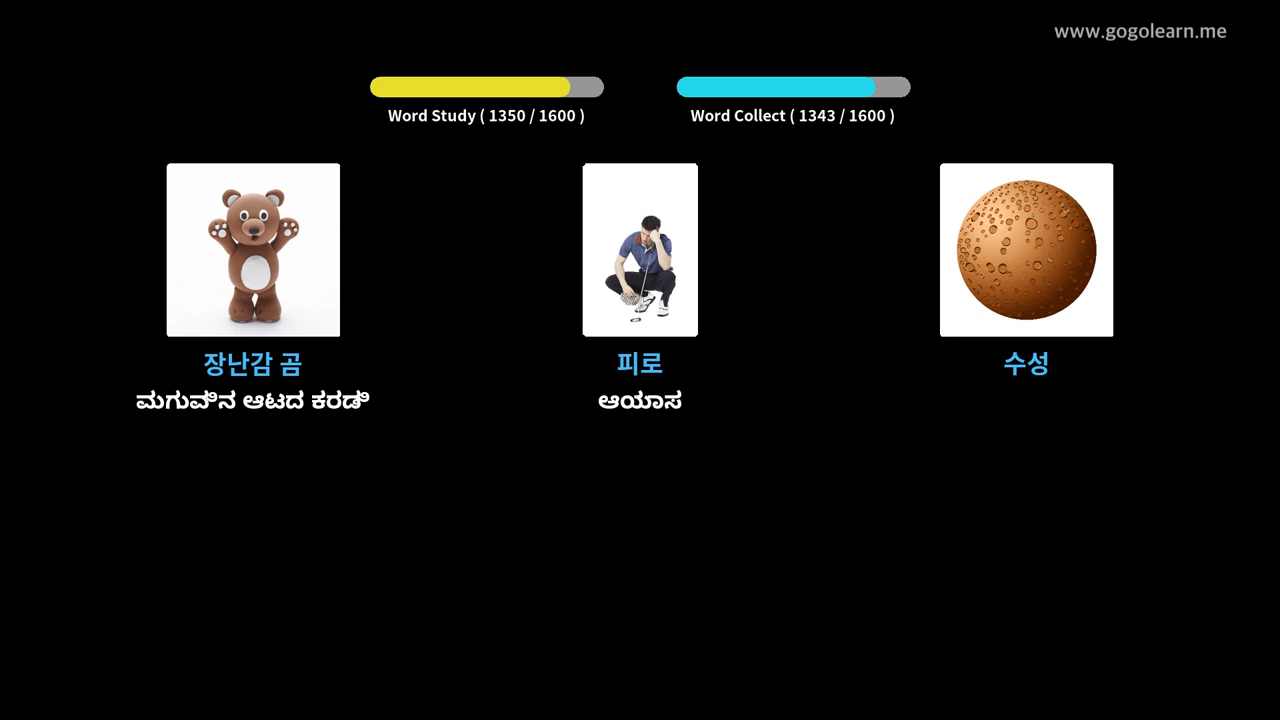 www.gogolearn.me
Word Study ( 1350 / 1600 )
Word Collect ( 1343 / 1600 )
장난감 곰
피로
수성
ಮಗುವಿನ ಆಟದ ಕರಡಿ
ಆಯಾಸ